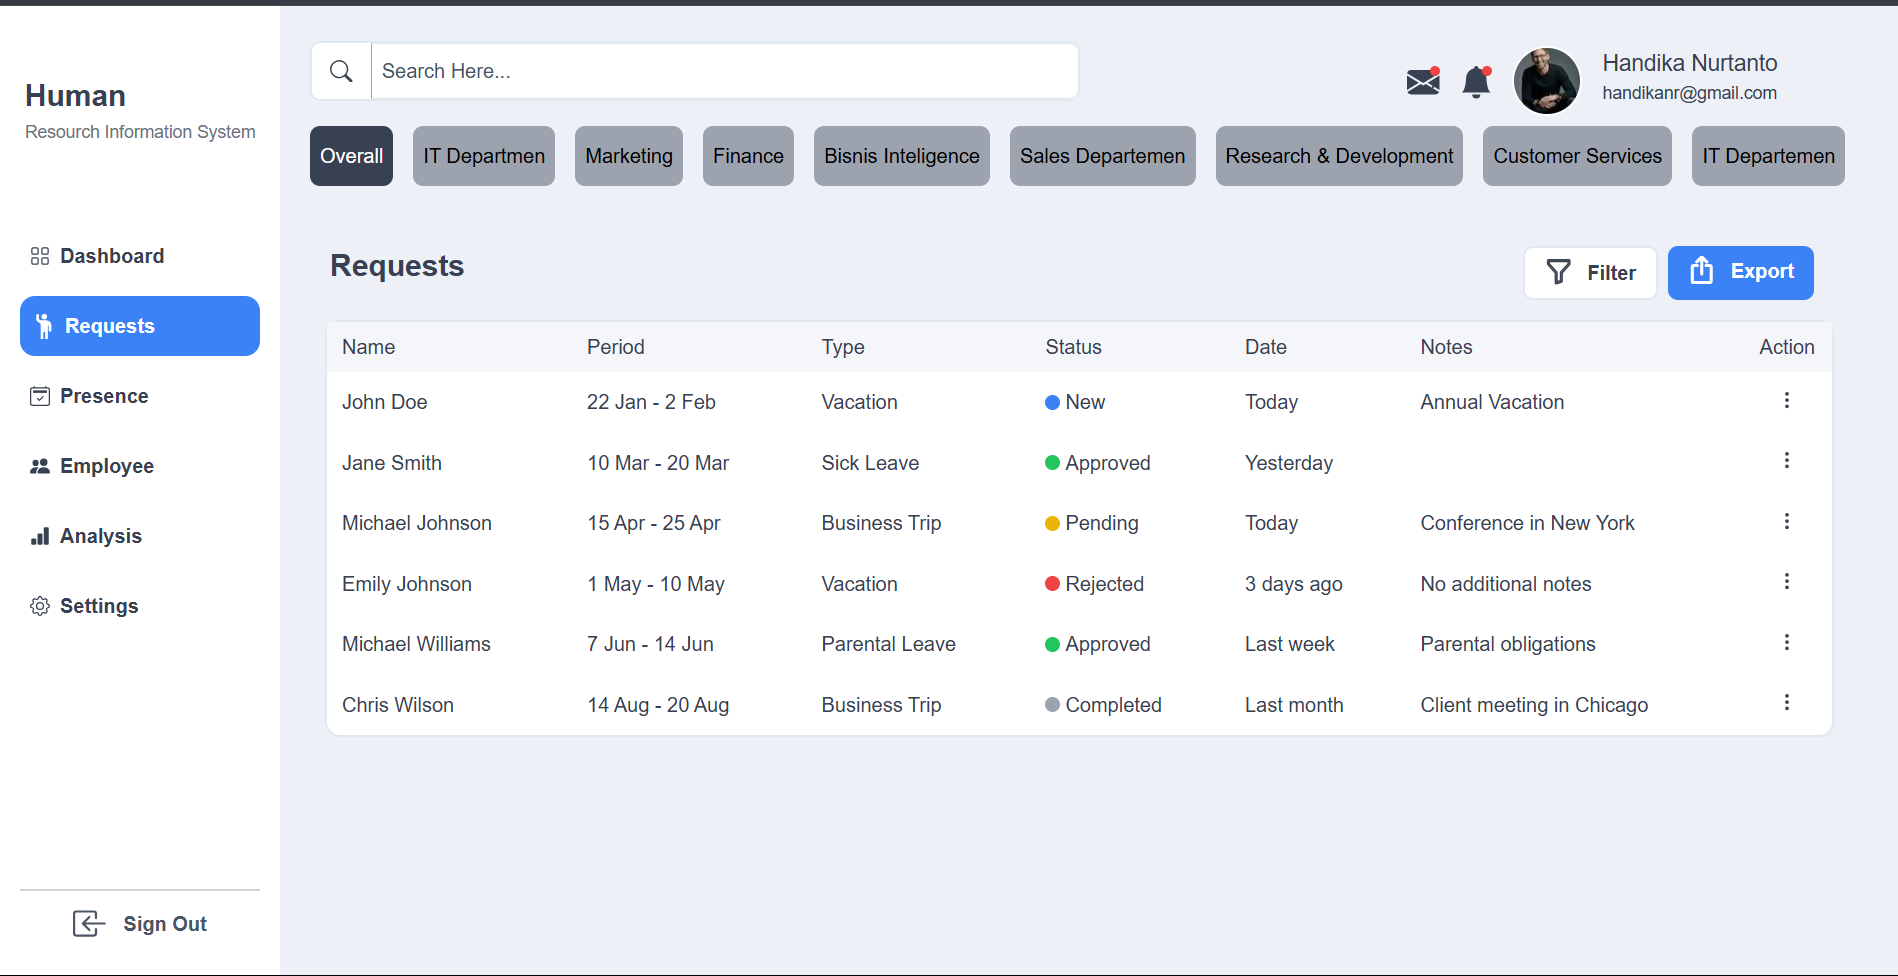 Human
Resourch Information System
Dashboard
Requests
Presence
Employee
Analysis
Settings
Sign Out
Search Here...
Handika Nurtanto
handikanr@gmail.com
Overall IT Departmen Marketing Finance Bisnis Inteligence Sales Departemen Research & Development Customer Services IT Departemen
Requests
Filter Export
Name Period Type Status Date Notes Action
John Doe 22 Jan - 2 Feb Vacation New Today Annual Vacation
Jane Smith 10 Mar - 20 Mar Sick Leave Approved Yesterday
Michael Johnson 15 Apr - 25 Apr Business Trip Pending Today Conference in New York
Emily Johnson 1 May - 10 May Vacation Rejected 3 days ago No additional notes
Michael Williams 7 Jun - 14 Jun Parental Leave Approved Last week Parental obligations
Chris Wilson 14 Aug - 20 Aug Business Trip Completed Last month Client meeting in Chicago